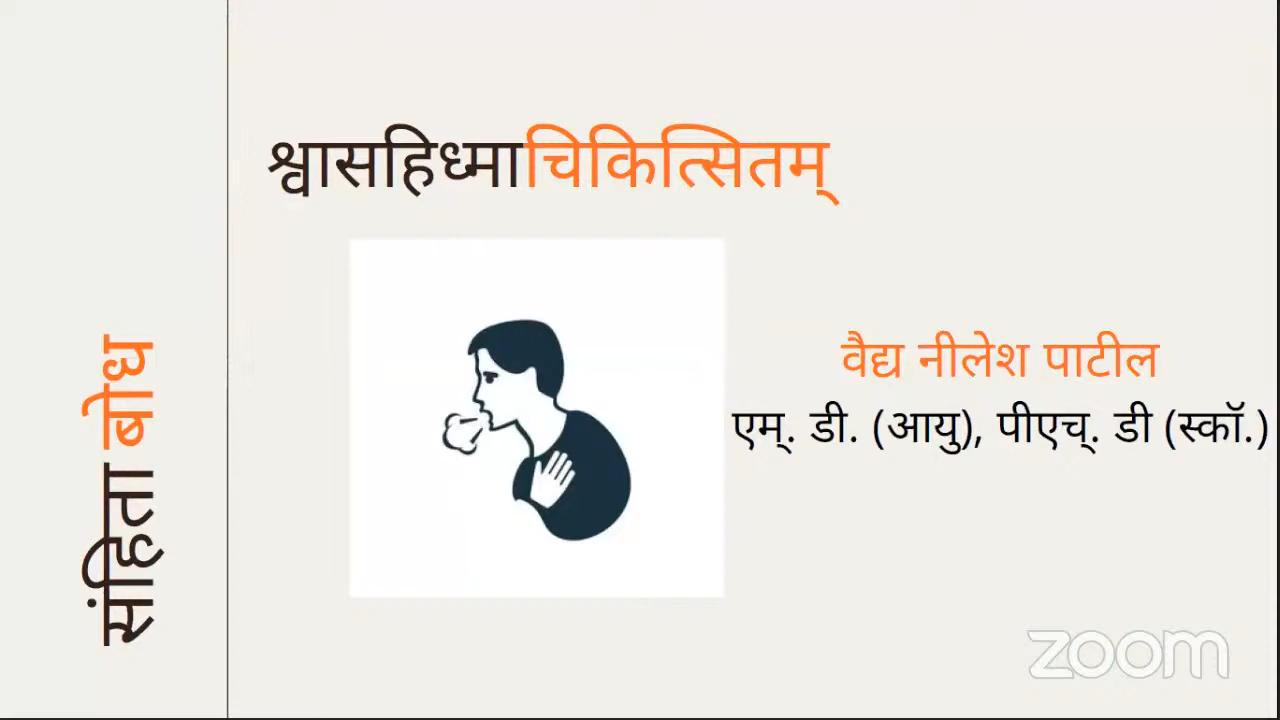 संहिता बोध
श्वासहिध्माचिकित्सितम्
वैद्य नीलेश पाटील
एम्. डी. (आयु), पीएच्. डी (स्कॉ.)
zoom